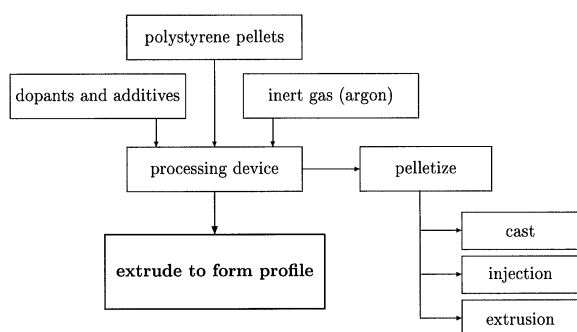 polystyrene pellets
dopants and additives
inert gas (argon)
processing device
pelletize
extrude to form profile
cast
injection
extrusion